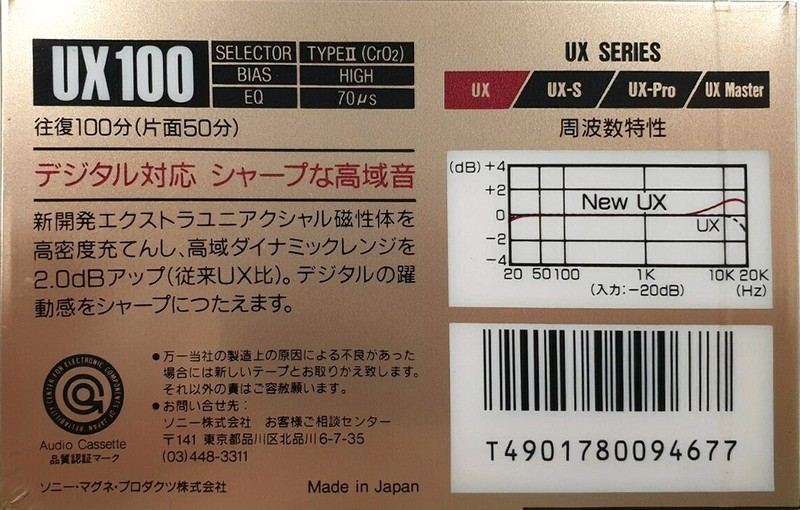 UX100
SELECTOR TYPEⅡ (CrO2)
BIAS HIGH
EQ 70μs
往復100分(片面50分)
デジタル対応 シャープな高域音
新開発エクストラユニアクシャル磁性体を
高密度充てんし、高域ダイナミックレンジを
2.0dBアップ(従来UX比)。デジタルの躍
動感をシャープにつたえます。
CENTER FOR ELECTRONIC COMPONENTS
RELIABILITY
Audio Cassette
品質認証マーク
●万一当社の製造上の原因による不良があった
場合には新しいテープとお取りかえ致します。
それ以外の責はご容赦願います。
●お問い合せ先:
ソニー株式会社 お客様ご相談センター
〒141 東京都品川区北品川6-7-35
(03)448-3311
ソニー・マグネ・プロダクツ株式会社
Made in Japan
UX SERIES
UX UX-S UX-Pro UX Master
周波数特性
(dB) +4
+2
0
-2
-4
New UX
UX
20 50 100 1K 10K 20K
(入力:-20dB) (Hz)
T4901780094677